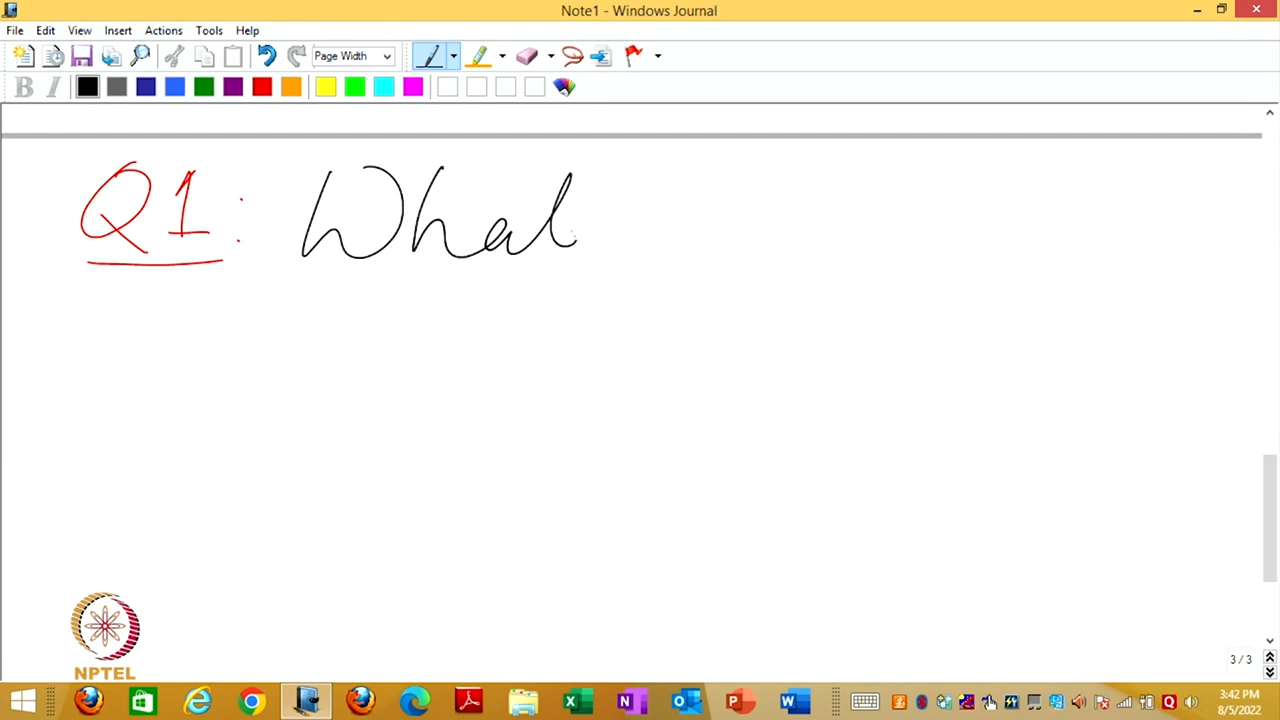 Note1 - Windows Journal
File Edit View Insert Actions Tools Help
Page Width
B I
Q1: What
3 / 3
NPTEL
3:42 PM
8/5/2022